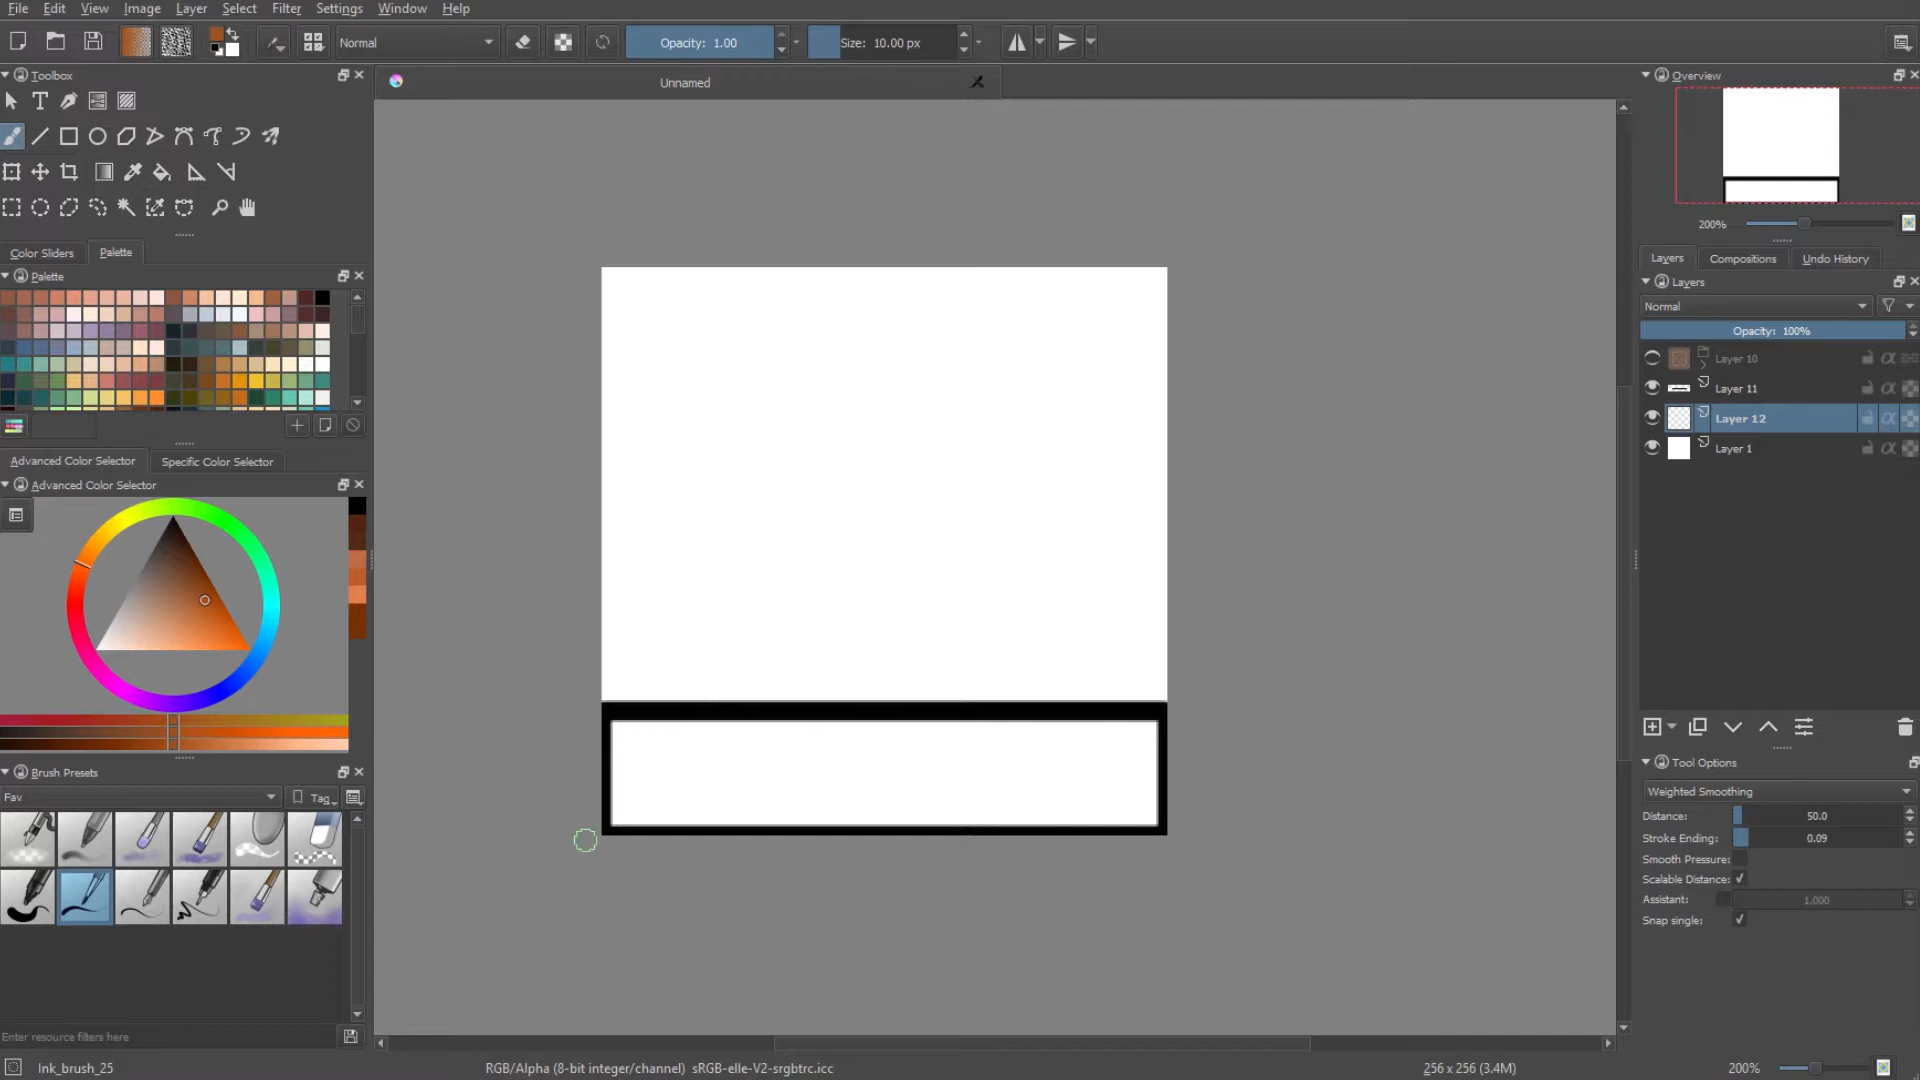 File Edit View Image Layer Select Filter Settings Window Help
Normal
Opacity: 1.00
Size: 10.00 px
Toolbox
Unnamed
Overview
200%
Color Sliders Palette
Palette
Layers Compositions Undo History
Layers
Normal
Opacity: 100%
Layer 10
Layer 11
Layer 12
Layer 1
Advanced Color Selector Specific Color Selector
Advanced Color Selector
Tool Options
Weighted Smoothing
Distance: 50.0
Stroke Ending: 0.09
Smooth Pressure:
Scalable Distance:
Assistant: 1.000
Snap single:
Brush Presets
Fav
Tag
Enter resource filters here
Ink_brush_25
RGB/Alpha (8-bit integer/channel) sRGB-elle-V2-srgbtrc.icc
256 x 256 (3.4M)
200%